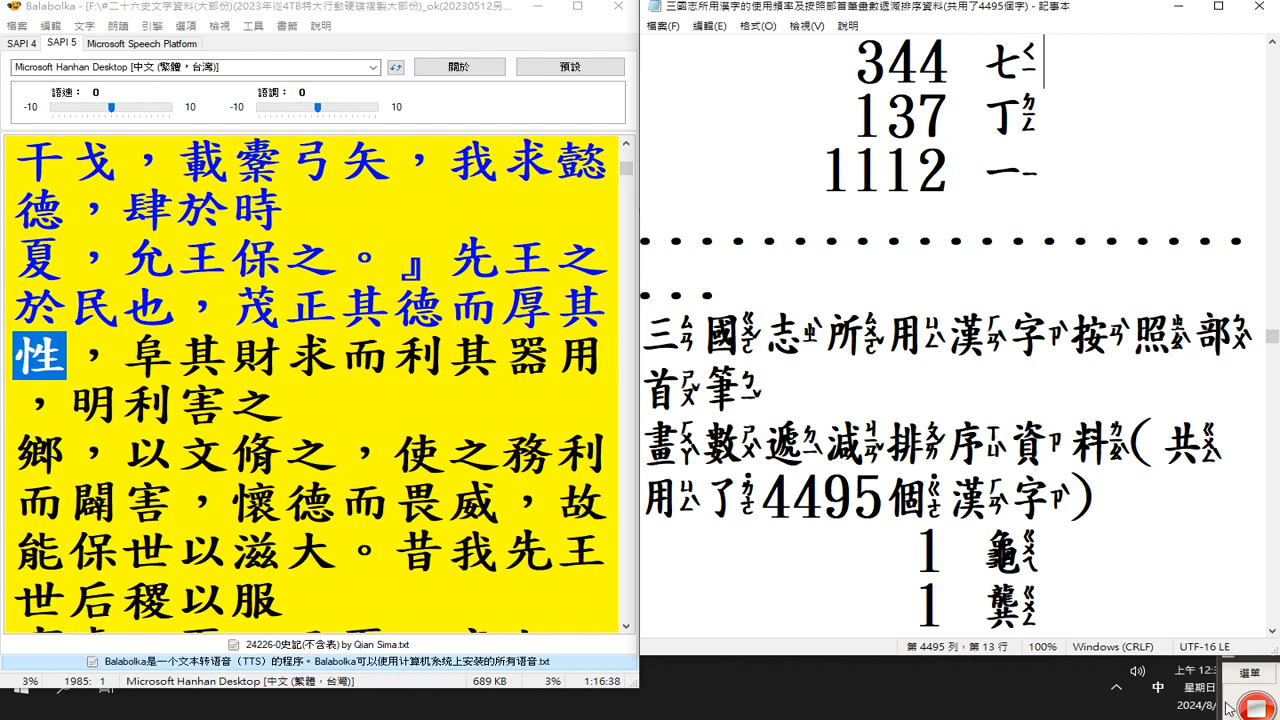 Balabolka - [F:\#二十六史文字資料(大部份)(2023年從4TB特大行動硬碟複製大部份)_ok(20230512另...
檔案 編輯 文字 朗讀 引擎 選項 檢視 工具 書籤 說明
SAPI 4 SAPI 5 Microsoft Speech Platform
Microsoft Hanhan Desktop [中文 (繁體，台灣)] 關於 預設
語速： 0 語調： 0
-10 10 -10 10
干戈，載櫜弓矢，我求懿
德，肆於時
夏，允王保之。』先王之
於民也，茂正其德而厚其
性，阜其財求而利其器用
，明利害之
鄉，以文脩之，使之務利
而闢害，懷德而畏威，故
能保世以滋大。昔我先王
世后稷以服
24226-0史記(不含表) by Qian Sima.txt
Balabolka是一个文本转语音（TTS）的程序。Balabolka可以使用计算机系统上安装的所有语音.txt
3% 1985: 1 Microsoft Hanhan Desktop [中文 (繁體，台灣)] 689 KB 3% 1:16:38
三國志所用漢字的使用頻率及按照部首筆畫數遞減排序資料(共用了4495個字) - 記事本
檔案(F) 編輯(E) 格式(O) 檢視(V) 說明
344 七
137 丁
1112 一
三國志所用漢字按照部
首筆
畫數遞減排序資料(共
用了4495個漢字)
1 龜
1 龔
第 4495 列，第 13 行 100% Windows (CRLF) UTF-16 LE
上午 12:3
選單
中 星期日
2024/8/